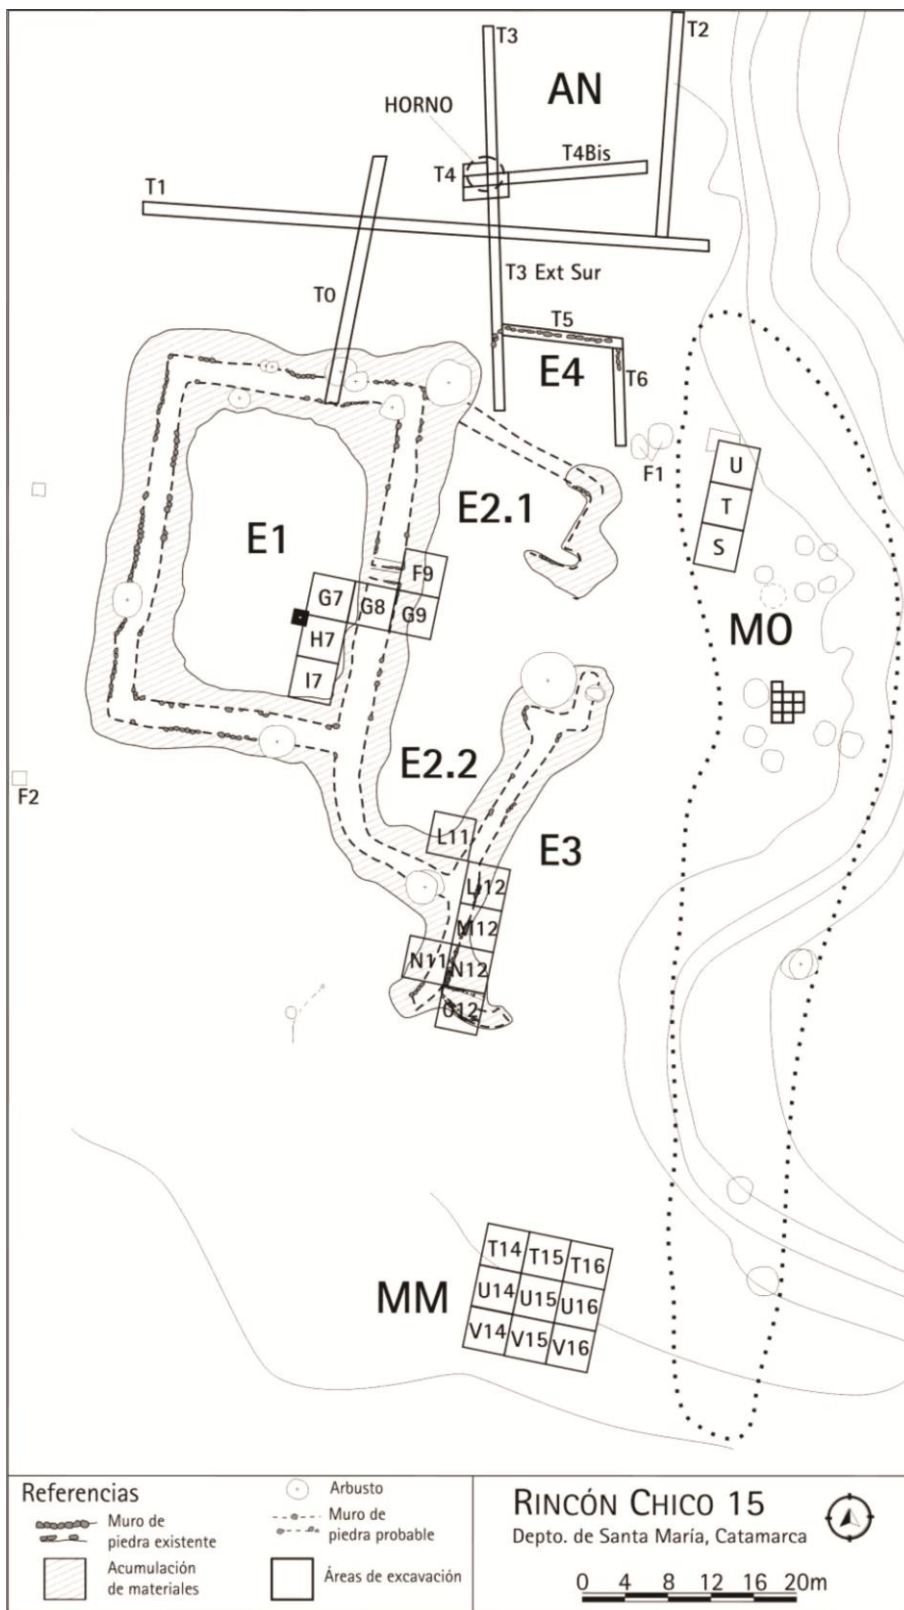 T3
T2
AN
HORNO
T4Bis
T4
T1
T3 Ext Sur
T0
T5
E4
T6
F1
U
T
S
E2.1
E1
F9
G7
G8
G9
H7
I7
MO
E2.2
F2
L11
E3
LL12
M12
N11
N12
O12
T14 T15 T16
MM
U14 U15 U16
V14 V15 V16
Referencias
Muro de
piedra existente
Acumulación
de materiales
Arbusto
Muro de
piedra probable
Áreas de excavación
RINCÓN CHICO 15
Depto. de Santa María, Catamarca
0 4 8 12 16 20m